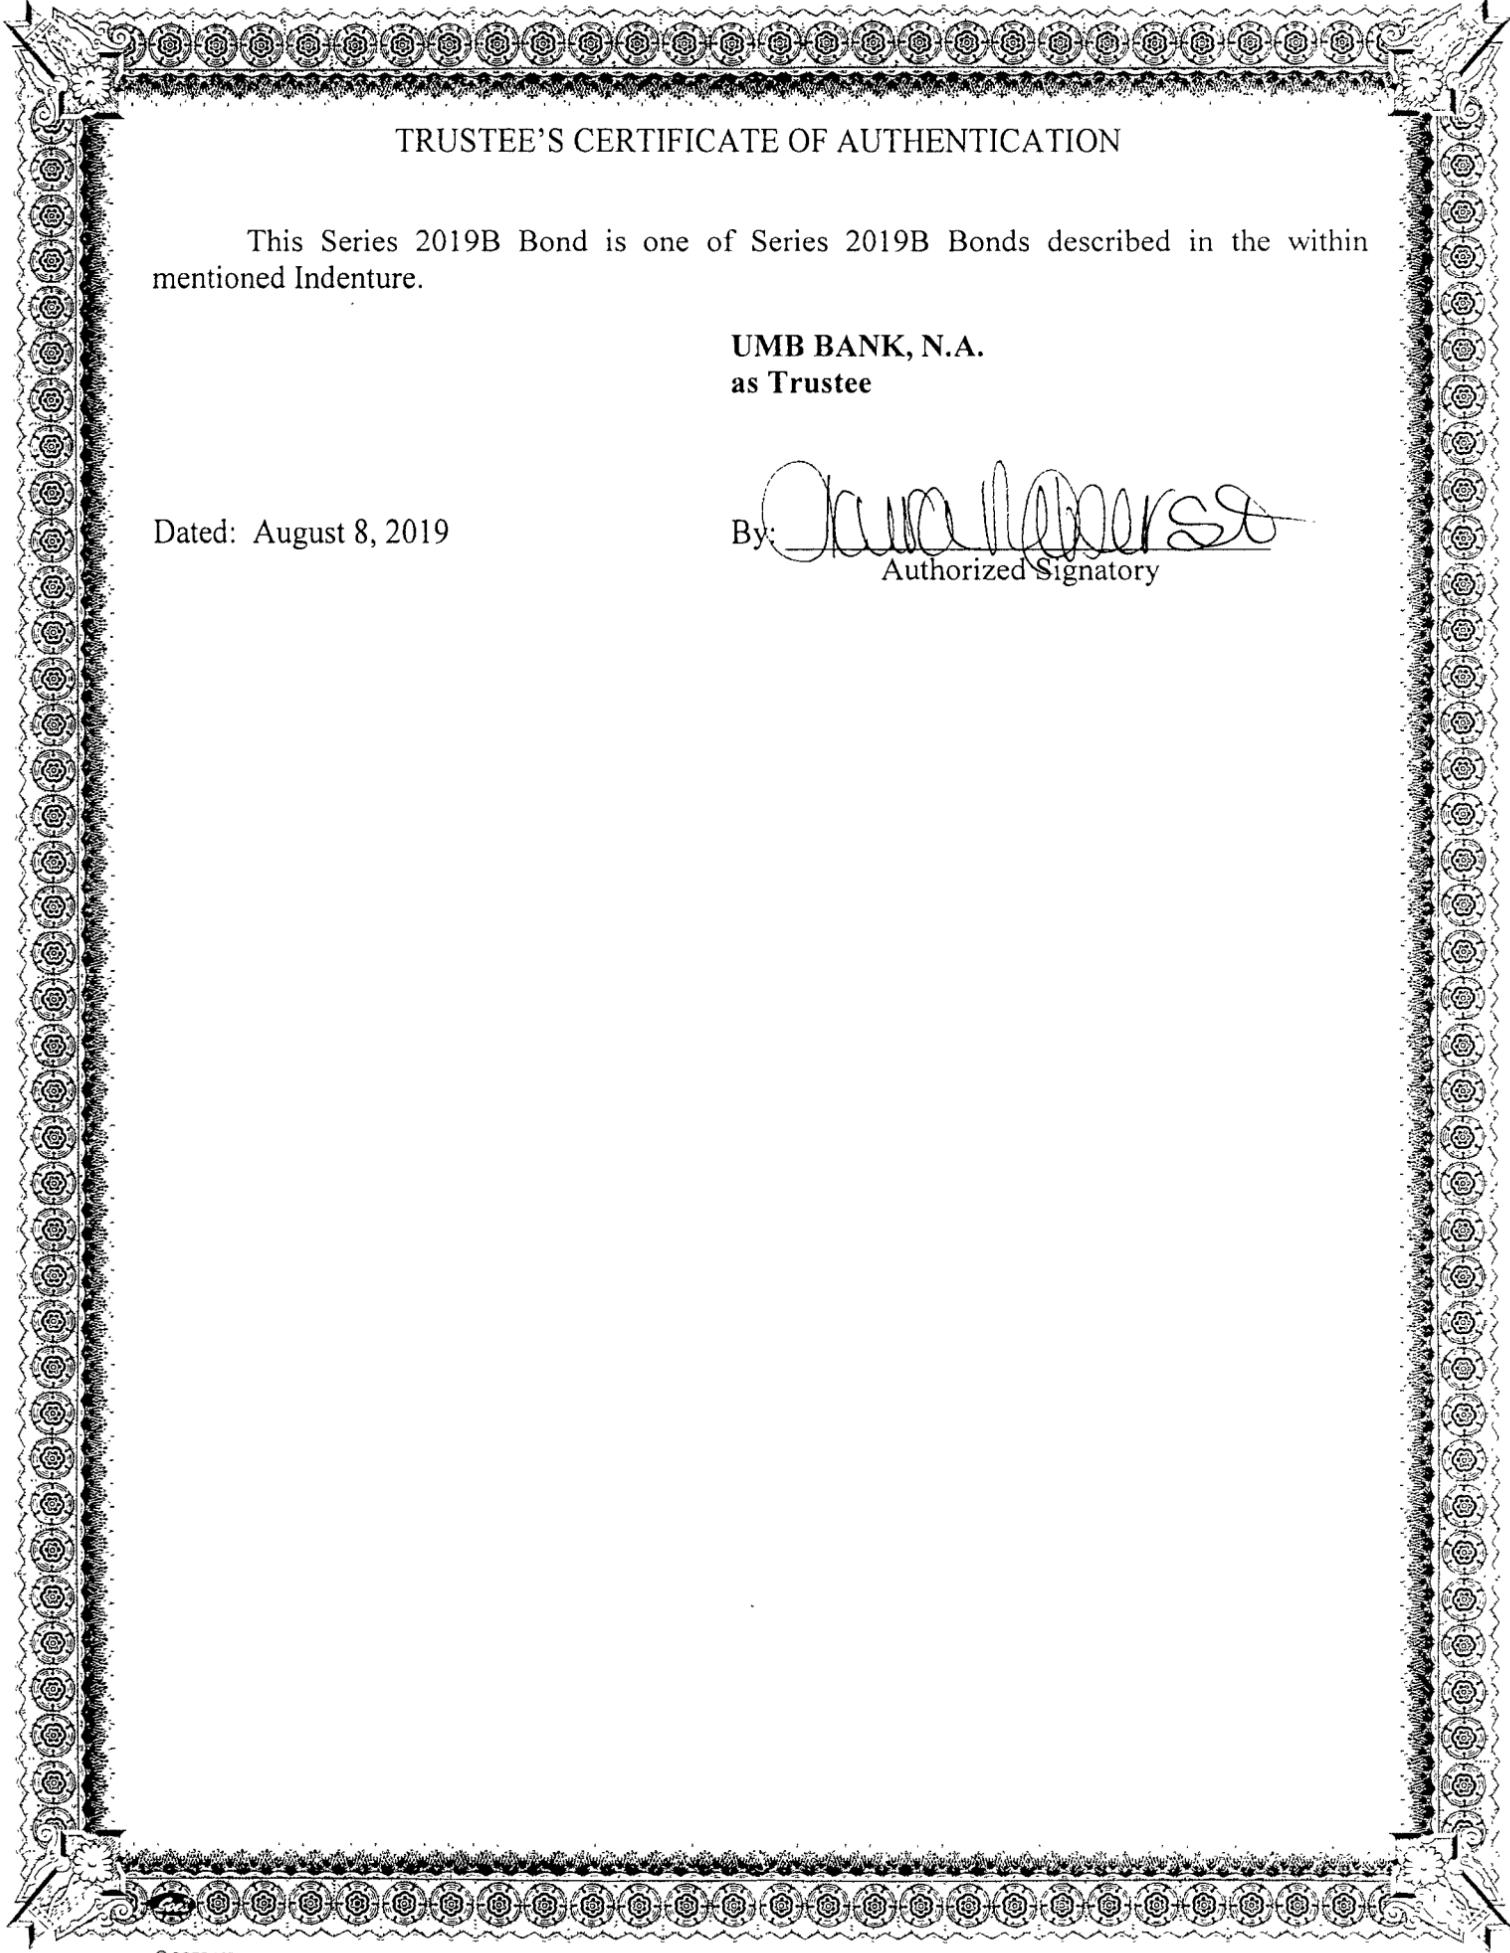 TRUSTEE’S CERTIFICATE OF AUTHENTICATION
This Series 2019B Bond is one of Series 2019B Bonds described in the within
mentioned Indenture.
UMB BANK, N.A.
as Trustee
Dated: August 8, 2019
By:
Authorized Signatory